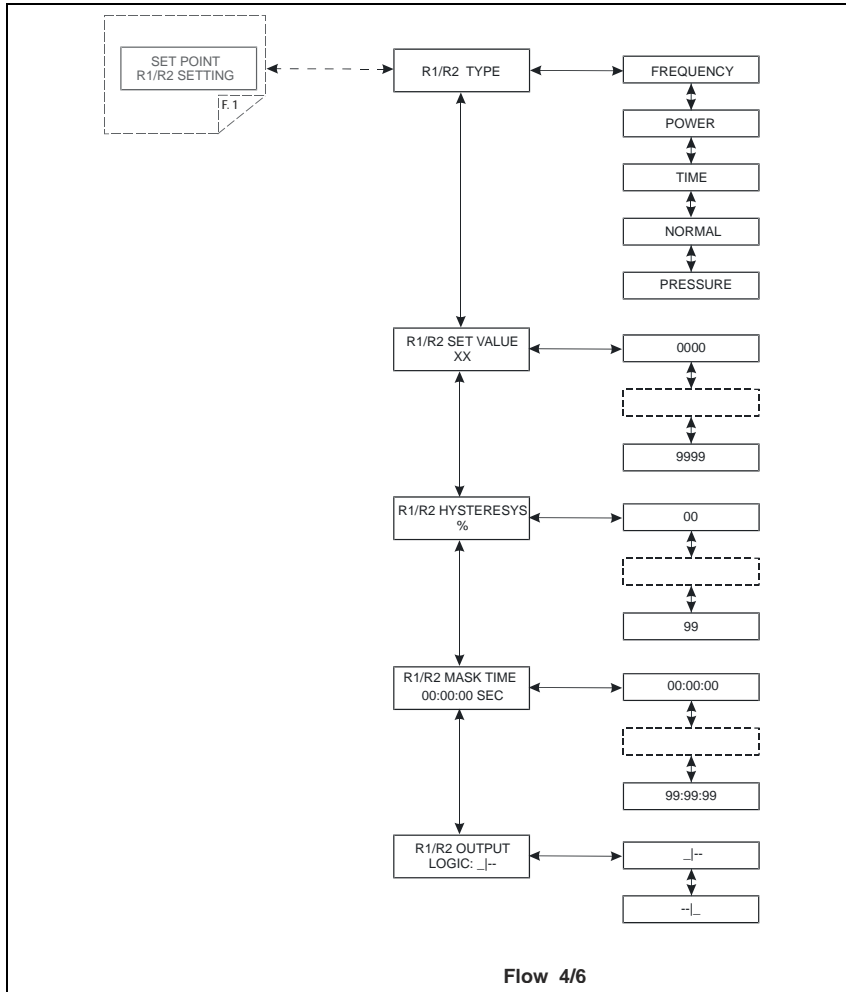 SET POINT
R1/R2 SETTING
F. 1
R1/R2 TYPE
FREQUENCY
POWER
TIME
NORMAL
PRESSURE
R1/R2 SET VALUE
XX
0000
9999
R1/R2 HYSTERESYS
%
00
99
R1/R2 MASK TIME
00:00:00 SEC
00:00:00
99:99:99
R1/R2 OUTPUT
LOGIC: _|--
_|--
--|_
Flow 4/6